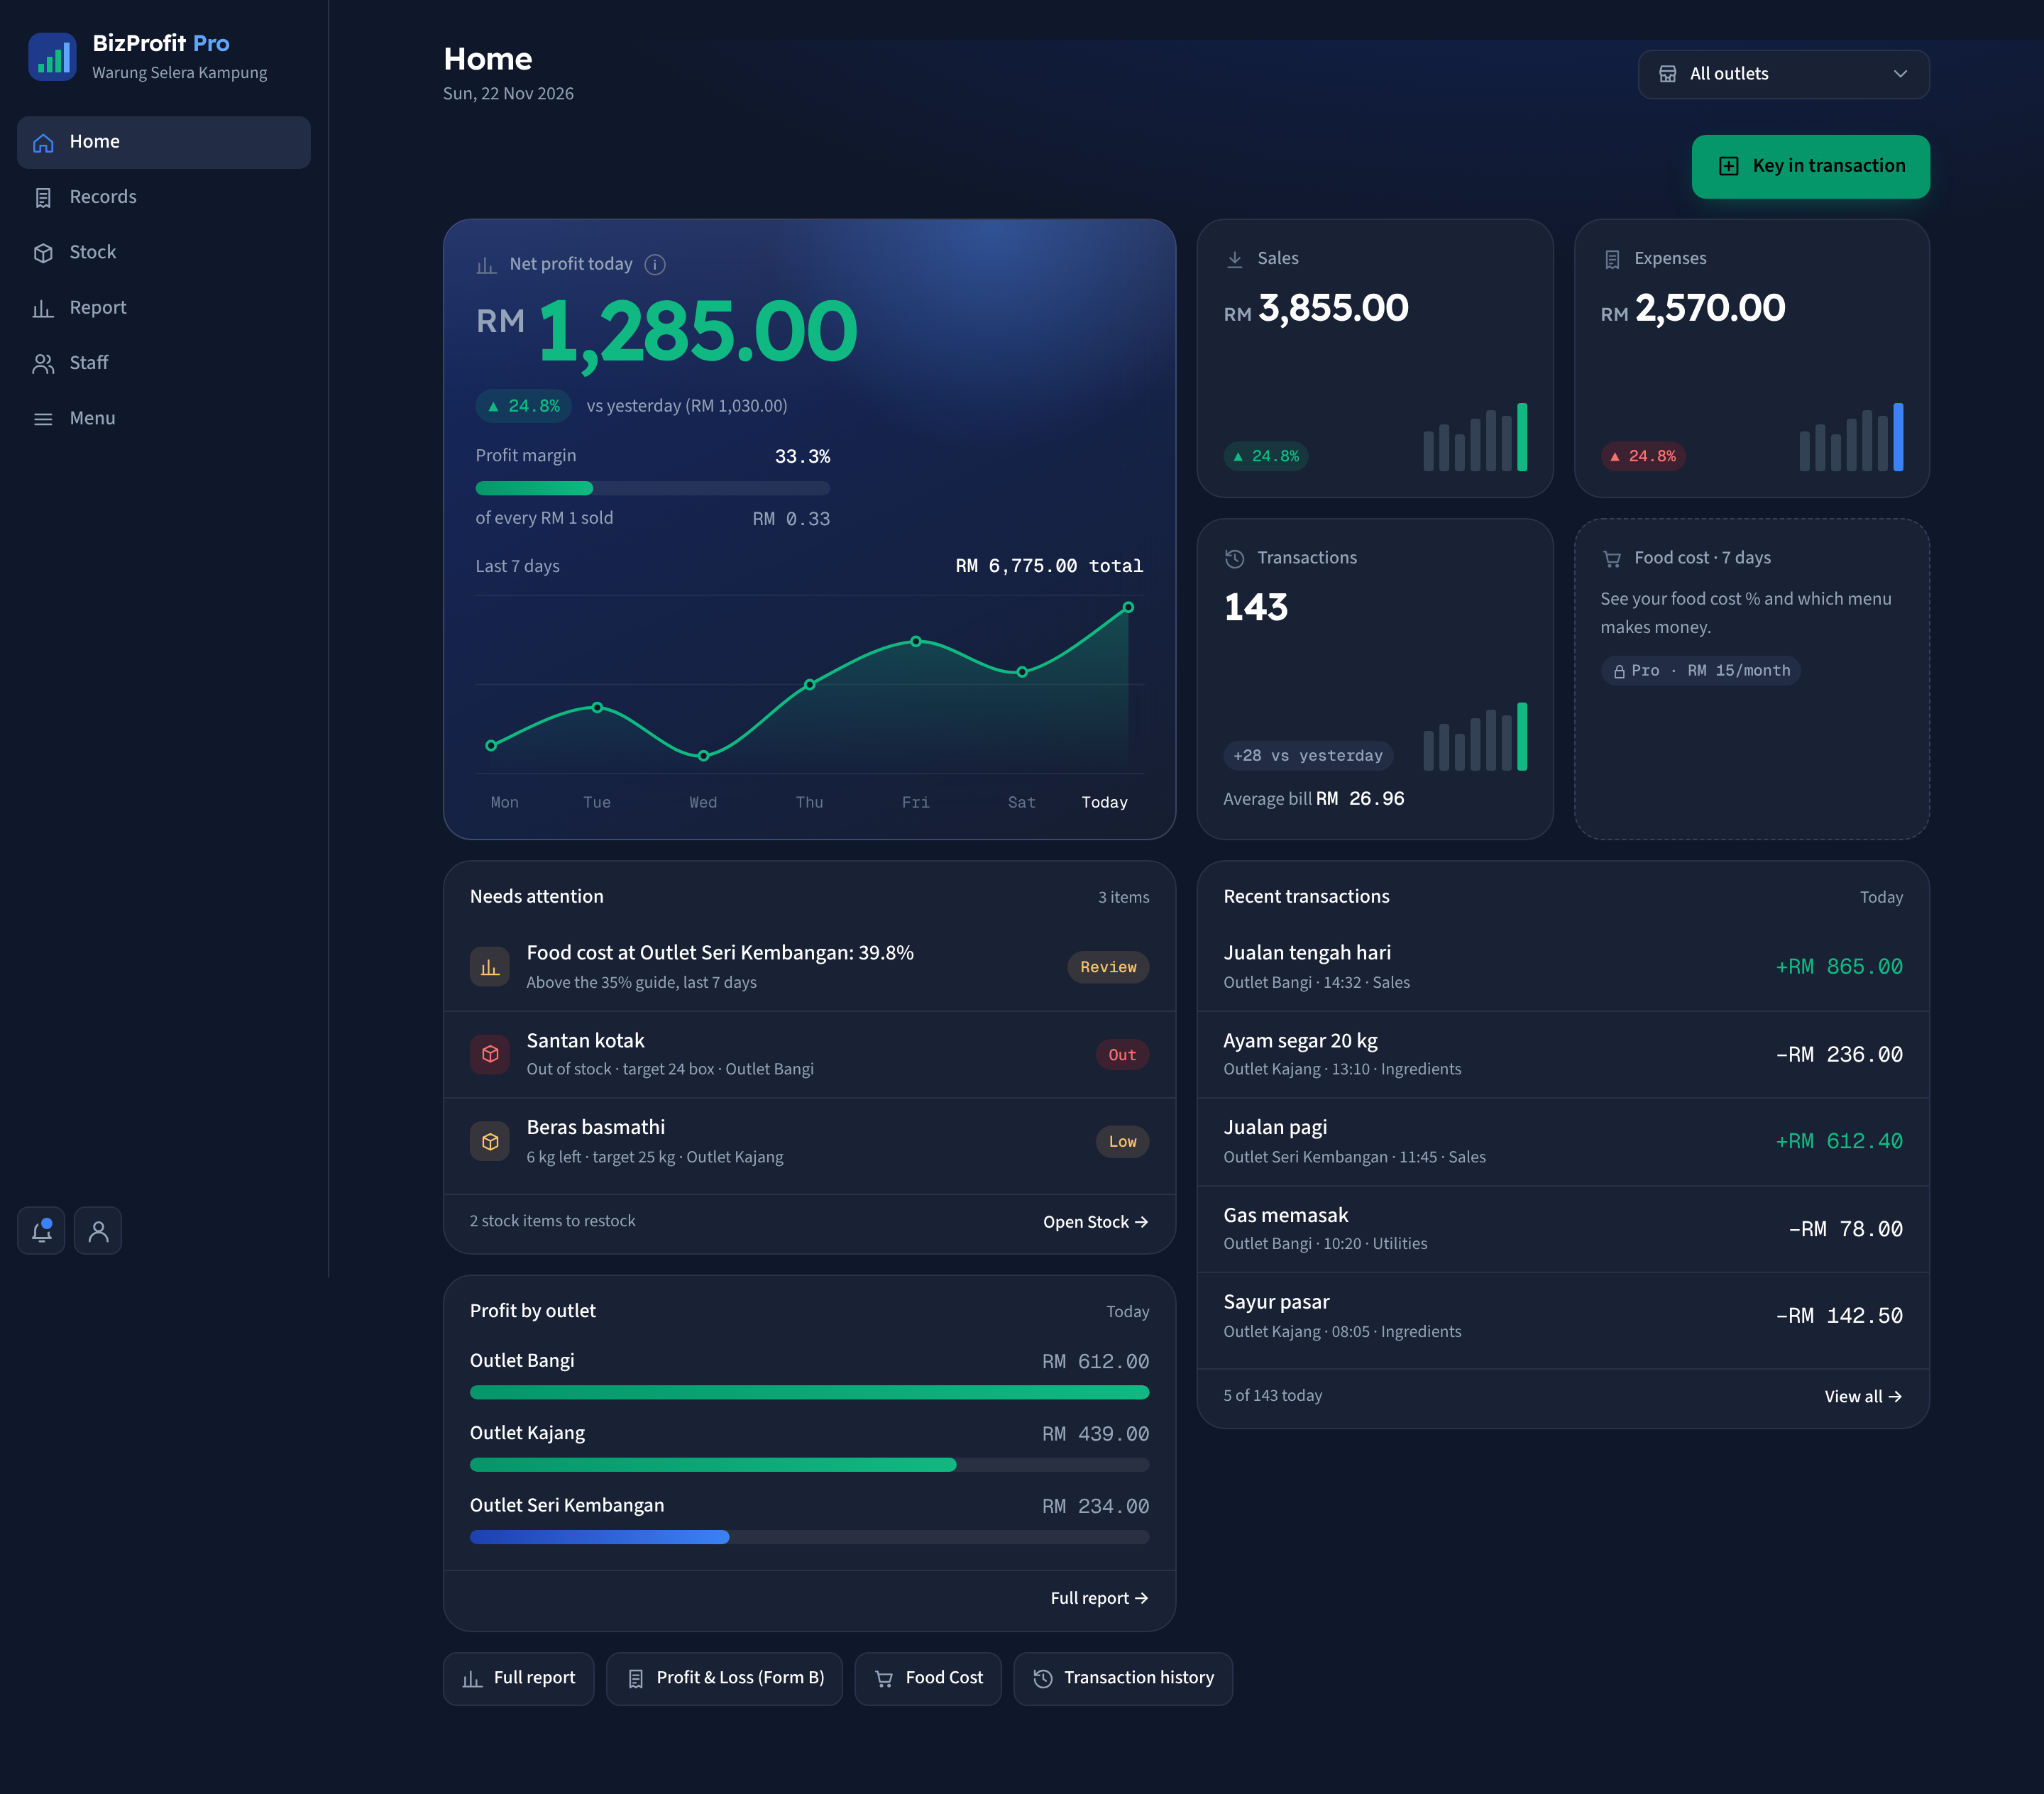 BizProfit Pro
Warung Selera Kampung
Home
Records
Stock
Report
Staff
Menu
Home
Sun, 22 Nov 2026
All outlets
Key in transaction
Net profit today
RM 1,285.00
▲ 24.8% vs yesterday (RM 1,030.00)
Profit margin 33.3%
of every RM 1 sold RM 0.33
Last 7 days RM 6,775.00 total
Mon Tue Wed Thu Fri Sat Today
Sales
RM 3,855.00
▲ 24.8%
Expenses
RM 2,570.00
▲ 24.8%
Transactions
143
+28 vs yesterday
Average bill RM 26.96
Food cost · 7 days
See your food cost % and which menu
makes money.
Pro · RM 15/month
Needs attention 3 items
Food cost at Outlet Seri Kembangan: 39.8%
Above the 35% guide, last 7 days
Review
Santan kotak
Out of stock · target 24 box · Outlet Bangi
Out
Beras basmathi
6 kg left · target 25 kg · Outlet Kajang
Low
2 stock items to restock Open Stock →
Recent transactions Today
Jualan tengah hari
Outlet Bangi · 14:32 · Sales
+RM 865.00
Ayam segar 20 kg
Outlet Kajang · 13:10 · Ingredients
−RM 236.00
Jualan pagi
Outlet Seri Kembangan · 11:45 · Sales
+RM 612.40
Gas memasak
Outlet Bangi · 10:20 · Utilities
−RM 78.00
Sayur pasar
Outlet Kajang · 08:05 · Ingredients
−RM 142.50
5 of 143 today View all →
Profit by outlet Today
Outlet Bangi RM 612.00
Outlet Kajang RM 439.00
Outlet Seri Kembangan RM 234.00
Full report →
Full report
Profit & Loss (Form B)
Food Cost
Transaction history